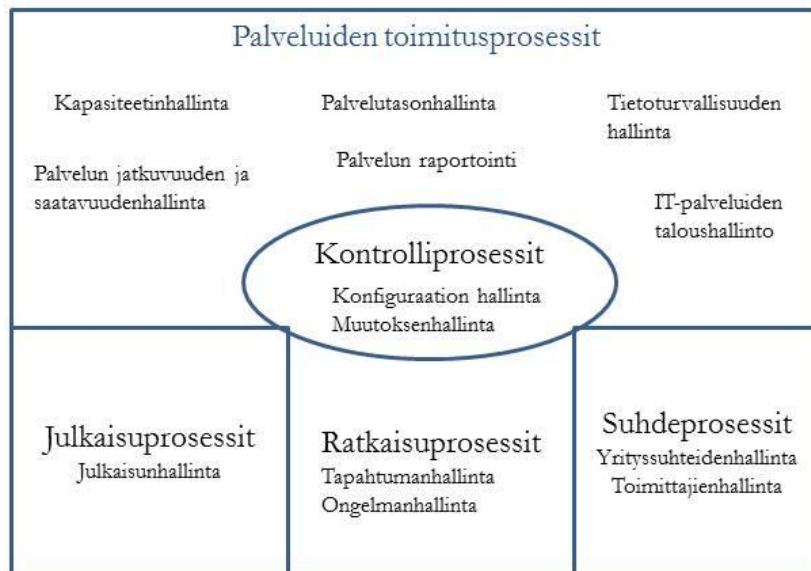 Palveluiden toimitusprosessit
Kapasiteetinhallinta
Palvelutasonhallinta
Tietoturvallisuuden
hallinta
Palvelun jatkuvuuden ja
saatavuudenhallinta
Palvelun raportointi
IT-palveluiden
taloushallinto
Kontrolliprosessit
Konfiguraation hallinta
Muutoksenhallinta
Julkaisuprosessit
Julkaisunhallinta
Ratkaisuprosessit
Tapahtumanhallinta
Ongelmanhallinta
Suhdeprosessit
Yrityssuhteidenhallinta
Toimittajienhallinta